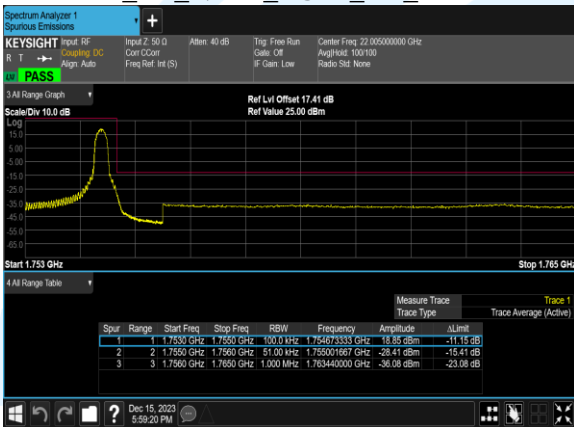 Spectrum Analyzer 1
Spurious Emissions
+
KEYSIGHT Input: RF Input Z: 50 Ω Atten: 40 dB Trig: Free Run Center Freq: 22.005000000 GHz
R T Coupling: DC Corr CCorr Gate: Off Avg|Hold: 100/100
Align: Auto Freq Ref: Int (S) IF Gain: Low Radio Std: None
PASS
3 All Range Graph
Ref Lvl Offset 17.41 dB
Scale/Div 10.0 dB Ref Value 25.00 dBm
Log
15.0
5.00
-5.00
-15.0
-25.0
-35.0
-45.0
-55.0
-65.0
Start 1.753 GHz Stop 1.765 GHz
4 All Range Table
Measure Trace Trace 1
Trace Type Trace Average (Active)
Spur Range Start Freq Stop Freq RBW Frequency Amplitude ΔLimit
1 1 1.7530 GHz 1.7550 GHz 100.0 kHz 1.754673333 GHz 18.85 dBm -11.15 dB
2 2 1.7550 GHz 1.7560 GHz 51.00 kHz 1.755001667 GHz -28.41 dBm -15.41 dB
3 3 1.7560 GHz 1.7650 GHz 1.000 MHz 1.763440000 GHz -36.08 dBm -23.08 dB
?
Dec 15, 2023
5:59:20 PM